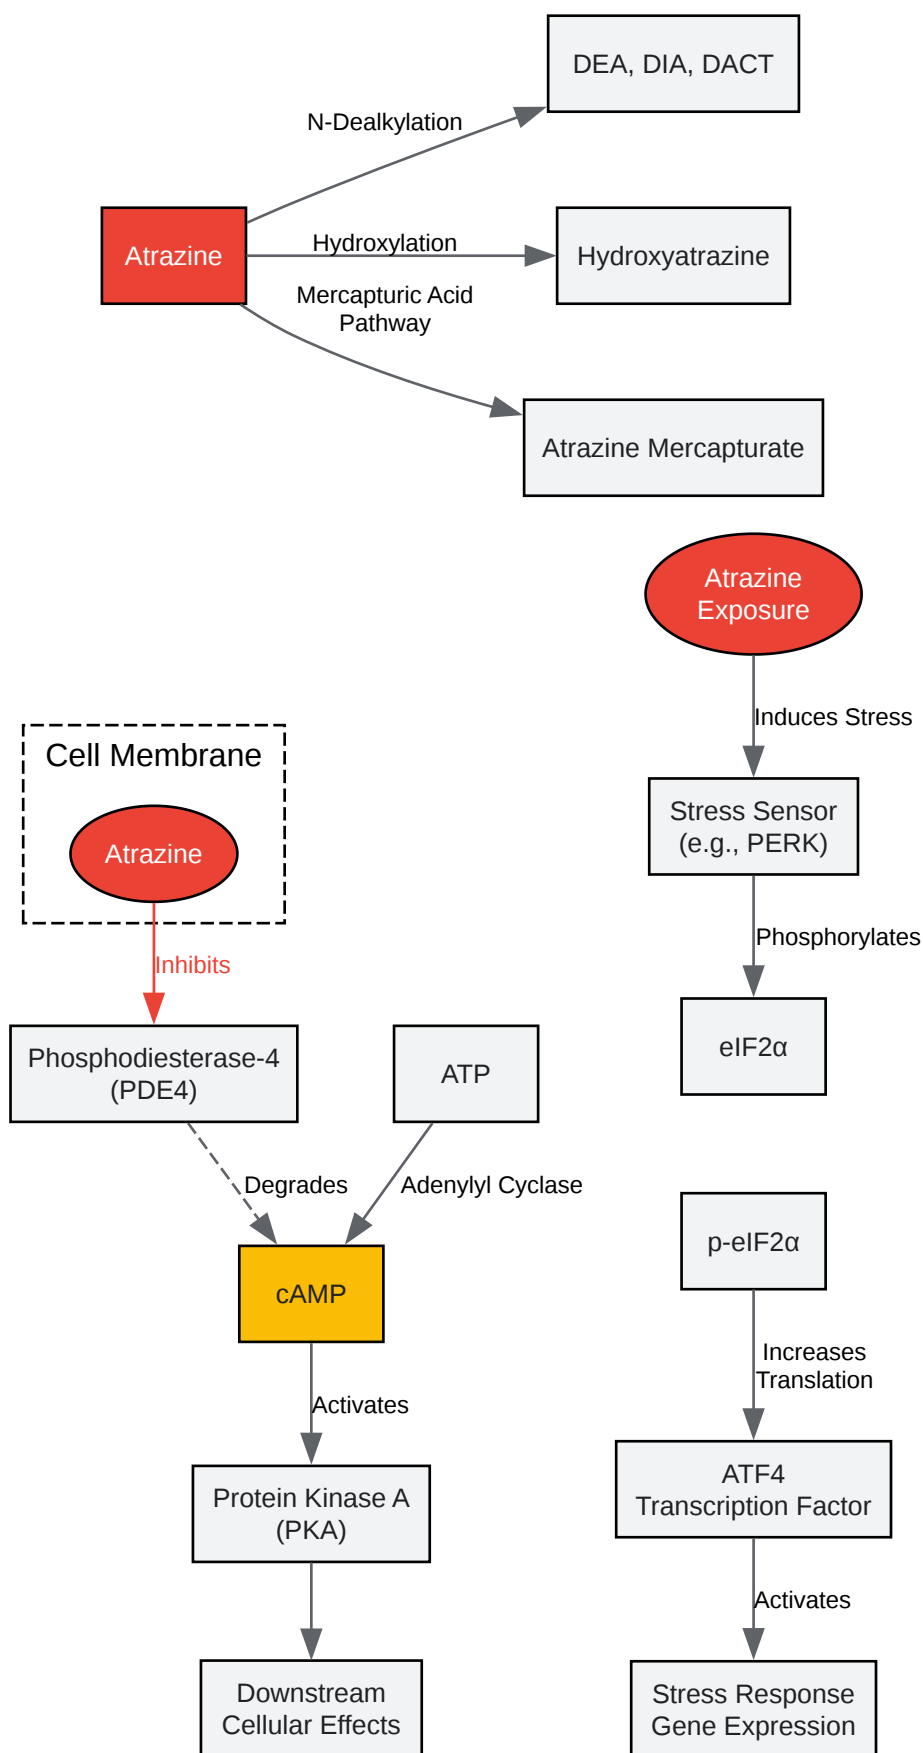 DEA, DIA, DACT
N-Dealkylation
Atrazine
Hydroxylation
Hydroxyatrazine
Mercapturic Acid
Pathway
Atrazine Mercapturate
Atrazine
Exposure
Induces Stress
Stress Sensor
(e.g., PERK)
Phosphorylates
eIF2α
p-eIF2α
Increases
Translation
ATF4
Transcription Factor
Activates
Stress Response
Gene Expression
Cell Membrane
Atrazine
Inhibits
Phosphodiesterase-4
(PDE4)
ATP
Degrades
Adenylyl Cyclase
cAMP
Activates
Protein Kinase A
(PKA)
Downstream
Cellular Effects